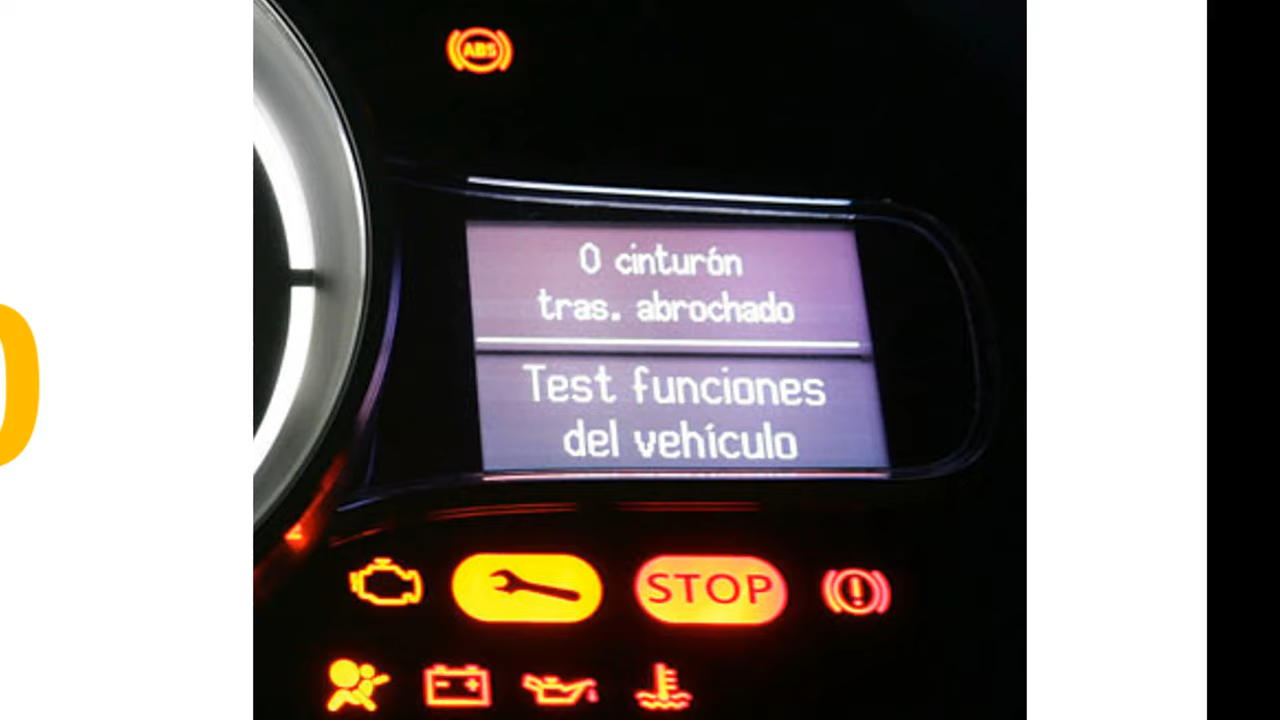 ABS
0 cinturón
tras. abrochado
Test funciones
del vehículo
STOP